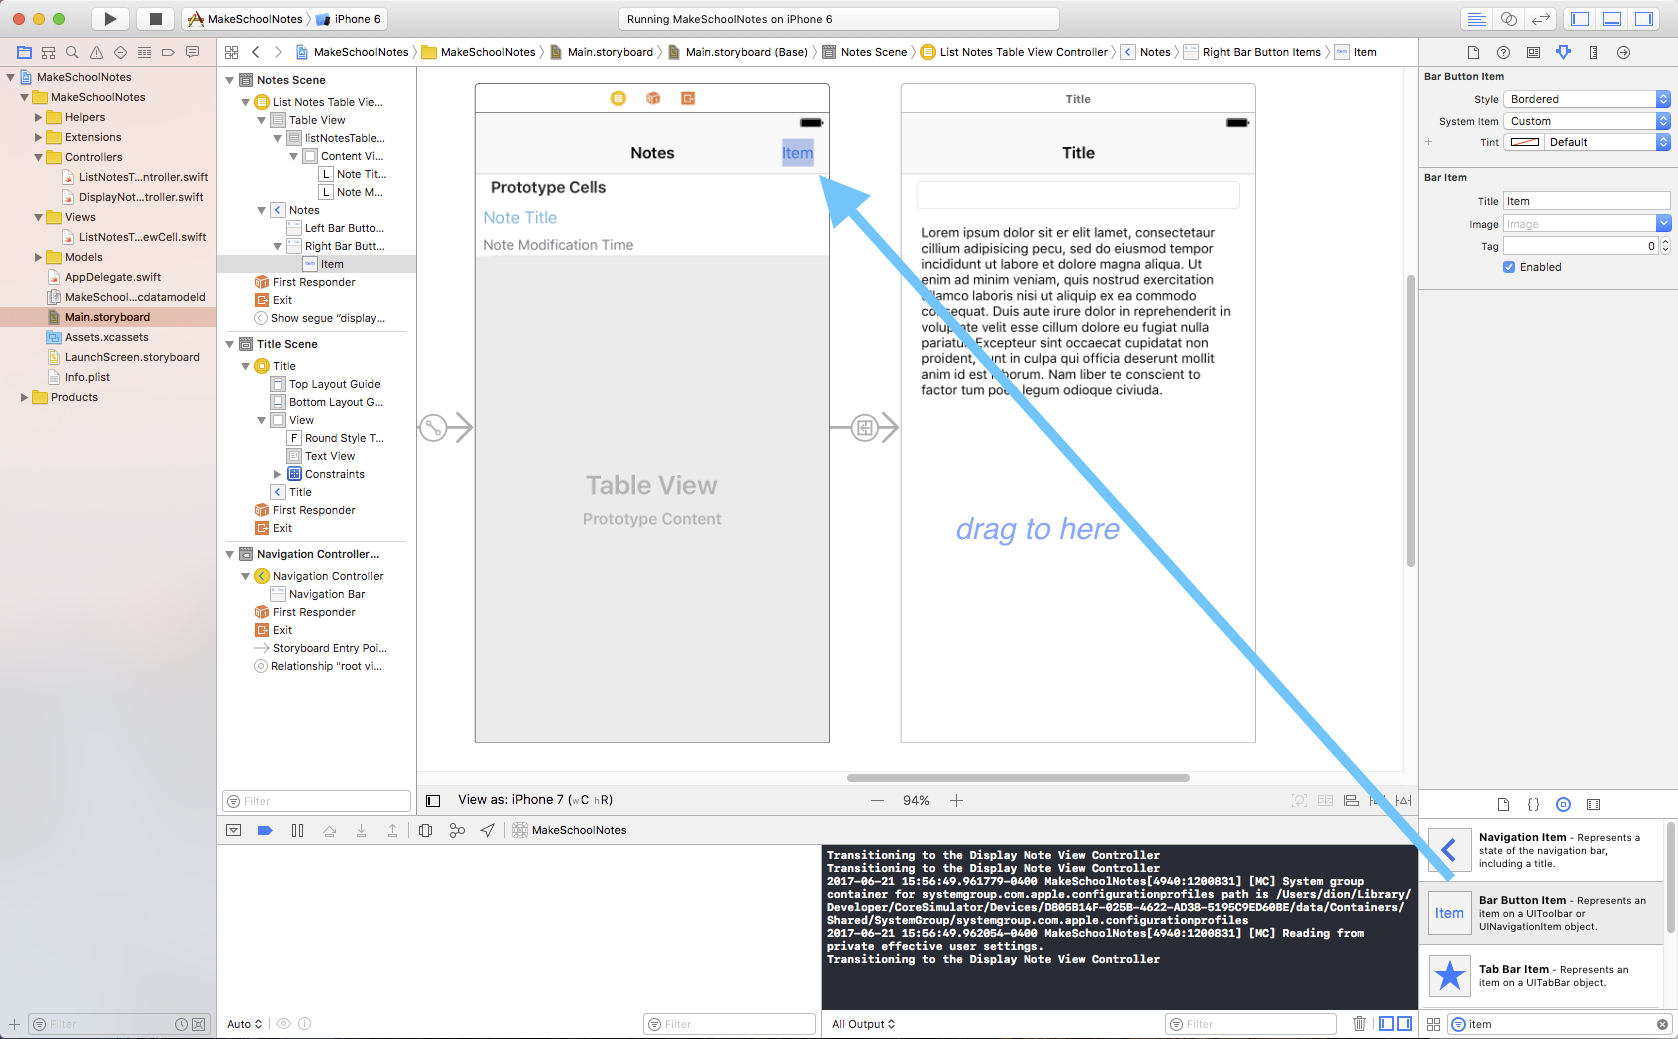 MakeSchoolNotes
iPhone 6
Running MakeSchoolNotes on iPhone 6
MakeSchoolNotes
MakeSchoolNotes
Main.storyboard
Main.storyboard (Base)
Notes Scene
List Notes Table View Controller
Notes
Right Bar Button Items
Item
MakeSchoolNotes
MakeSchoolNotes
Helpers
Extensions
Controllers
ListNotesT...ntroller.swift
DisplayNot...troller.swift
Views
ListNotesT...ewCell.swift
Models
AppDelegate.swift
MakeSchool...cdatamodeld
Main.storyboard
Assets.xcassets
LaunchScreen.storyboard
Info.plist
Products
Filter
Notes Scene
List Notes Table Vie...
Table View
listNotesTable...
Content Vi...
L Note Tit...
L Note M...
Notes
Left Bar Butto...
Right Bar Butt...
Item
First Responder
Exit
Show segue “display...
Title Scene
Title
Top Layout Guide
Bottom Layout G...
View
F Round Style T...
Text View
Constraints
Title
First Responder
Exit
Navigation Controller...
Navigation Controller
Navigation Bar
First Responder
Exit
Storyboard Entry Poi...
Relationship “root vi...
Filter
Notes
Item
Prototype Cells
Note Title
Note Modification Time
Table View
Prototype Content
Title
Title
Lorem ipsum dolor sit er elit lamet, consectetaur
cillium adipisicing pecu, sed do eiusmod tempor
incididunt ut labore et dolore magna aliqua. Ut
enim ad minim veniam, quis nostrud exercitation
ullamco laboris nisi ut aliquip ex ea commodo
consequat. Duis aute irure dolor in reprehenderit in
voluptate velit esse cillum dolore eu fugiat nulla
pariatur. Excepteur sint occaecat cupidatat non
proident, sunt in culpa qui officia deserunt mollit
anim id est laborum. Nam liber te conscient to
factor tum poen legum odioque civiuda.
drag to here
View as: iPhone 7 (wC hR)
94%
MakeSchoolNotes
Transitioning to the Display Note View Controller
Transitioning to the Display Note View Controller
2017-06-21 15:56:49.961779-0400 MakeSchoolNotes[4940:1200831] [MC] System group
container for systemgroup.com.apple.configurationprofiles path is /Users/dion/Library/
Developer/CoreSimulator/Devices/D805B14F-025B-4622-AD38-5195C9ED60BE/data/Containers/
Shared/SystemGroup/systemgroup.com.apple.configurationprofiles
2017-06-21 15:56:49.962054-0400 MakeSchoolNotes[4940:1200831] [MC] Reading from
private effective user settings.
Transitioning to the Display Note View Controller
Auto
Filter
All Output
Filter
Bar Button Item
Style Bordered
System Item Custom
Tint Default
Bar Item
Title Item
Image Image
Tag 0
Enabled
Navigation Item - Represents a
state of the navigation bar,
including a title.
Item
Bar Button Item - Represents an
item on a UIToolbar or
UINavigationItem object.
Tab Bar Item - Represents an
item on a UITabBar object.
item